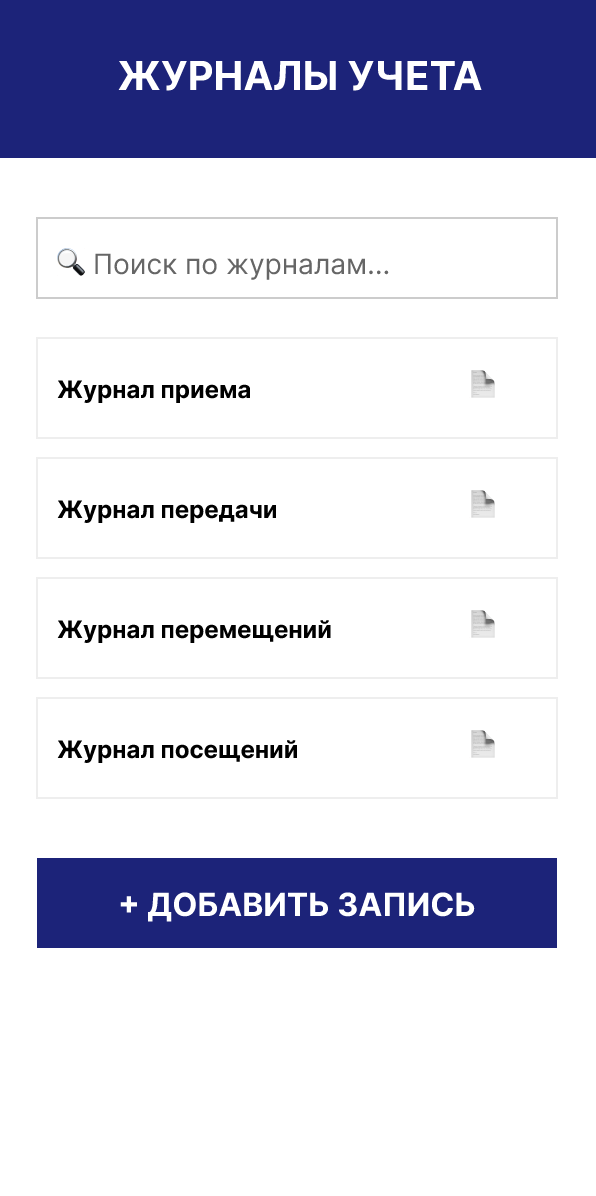 ЖУРНАЛЫ УЧЕТА
🔍 Поиск по журналам...
Журнал приема
Журнал передачи
Журнал перемещений
Журнал посещений
+ ДОБАВИТЬ ЗАПИСЬ